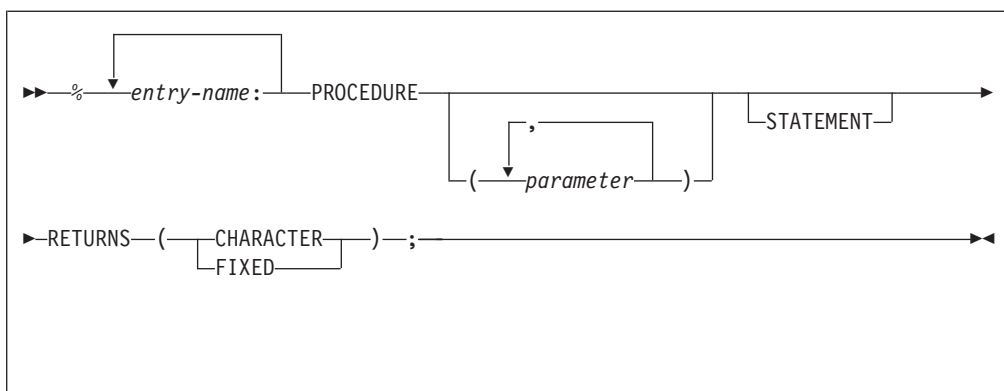 % entry-name: PROCEDURE
STATEMENT
,
( parameter )
RETURNS ( CHARACTER ) ;
FIXED